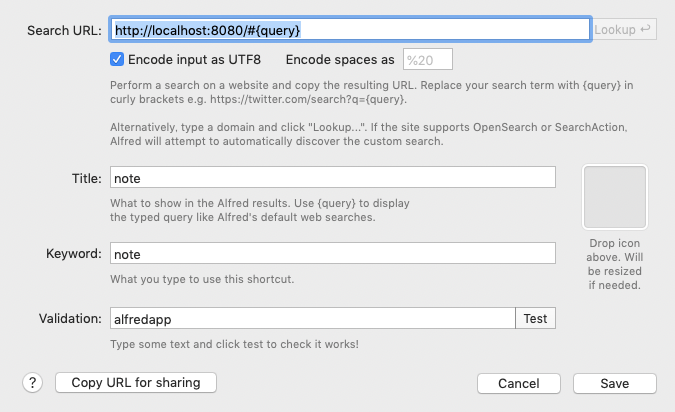 Search URL: http://localhost:8080/#{query} Lookup ↩
Encode input as UTF8 Encode spaces as %20
Perform a search on a website and copy the resulting URL. Replace your search term with {query} in
curly brackets e.g. https://twitter.com/search?q={query}.
Alternatively, type a domain and click "Lookup...". If the site supports OpenSearch or SearchAction,
Alfred will attempt to automatically discover the custom search.
Title: note
What to show in the Alfred results. Use {query} to display
the typed query like Alfred's default web searches.
Drop icon
above. Will
be resized
if needed.
Keyword: note
What you type to use this shortcut.
Validation: alfredapp Test
Type some text and click test to check it works!
? Copy URL for sharing Cancel Save